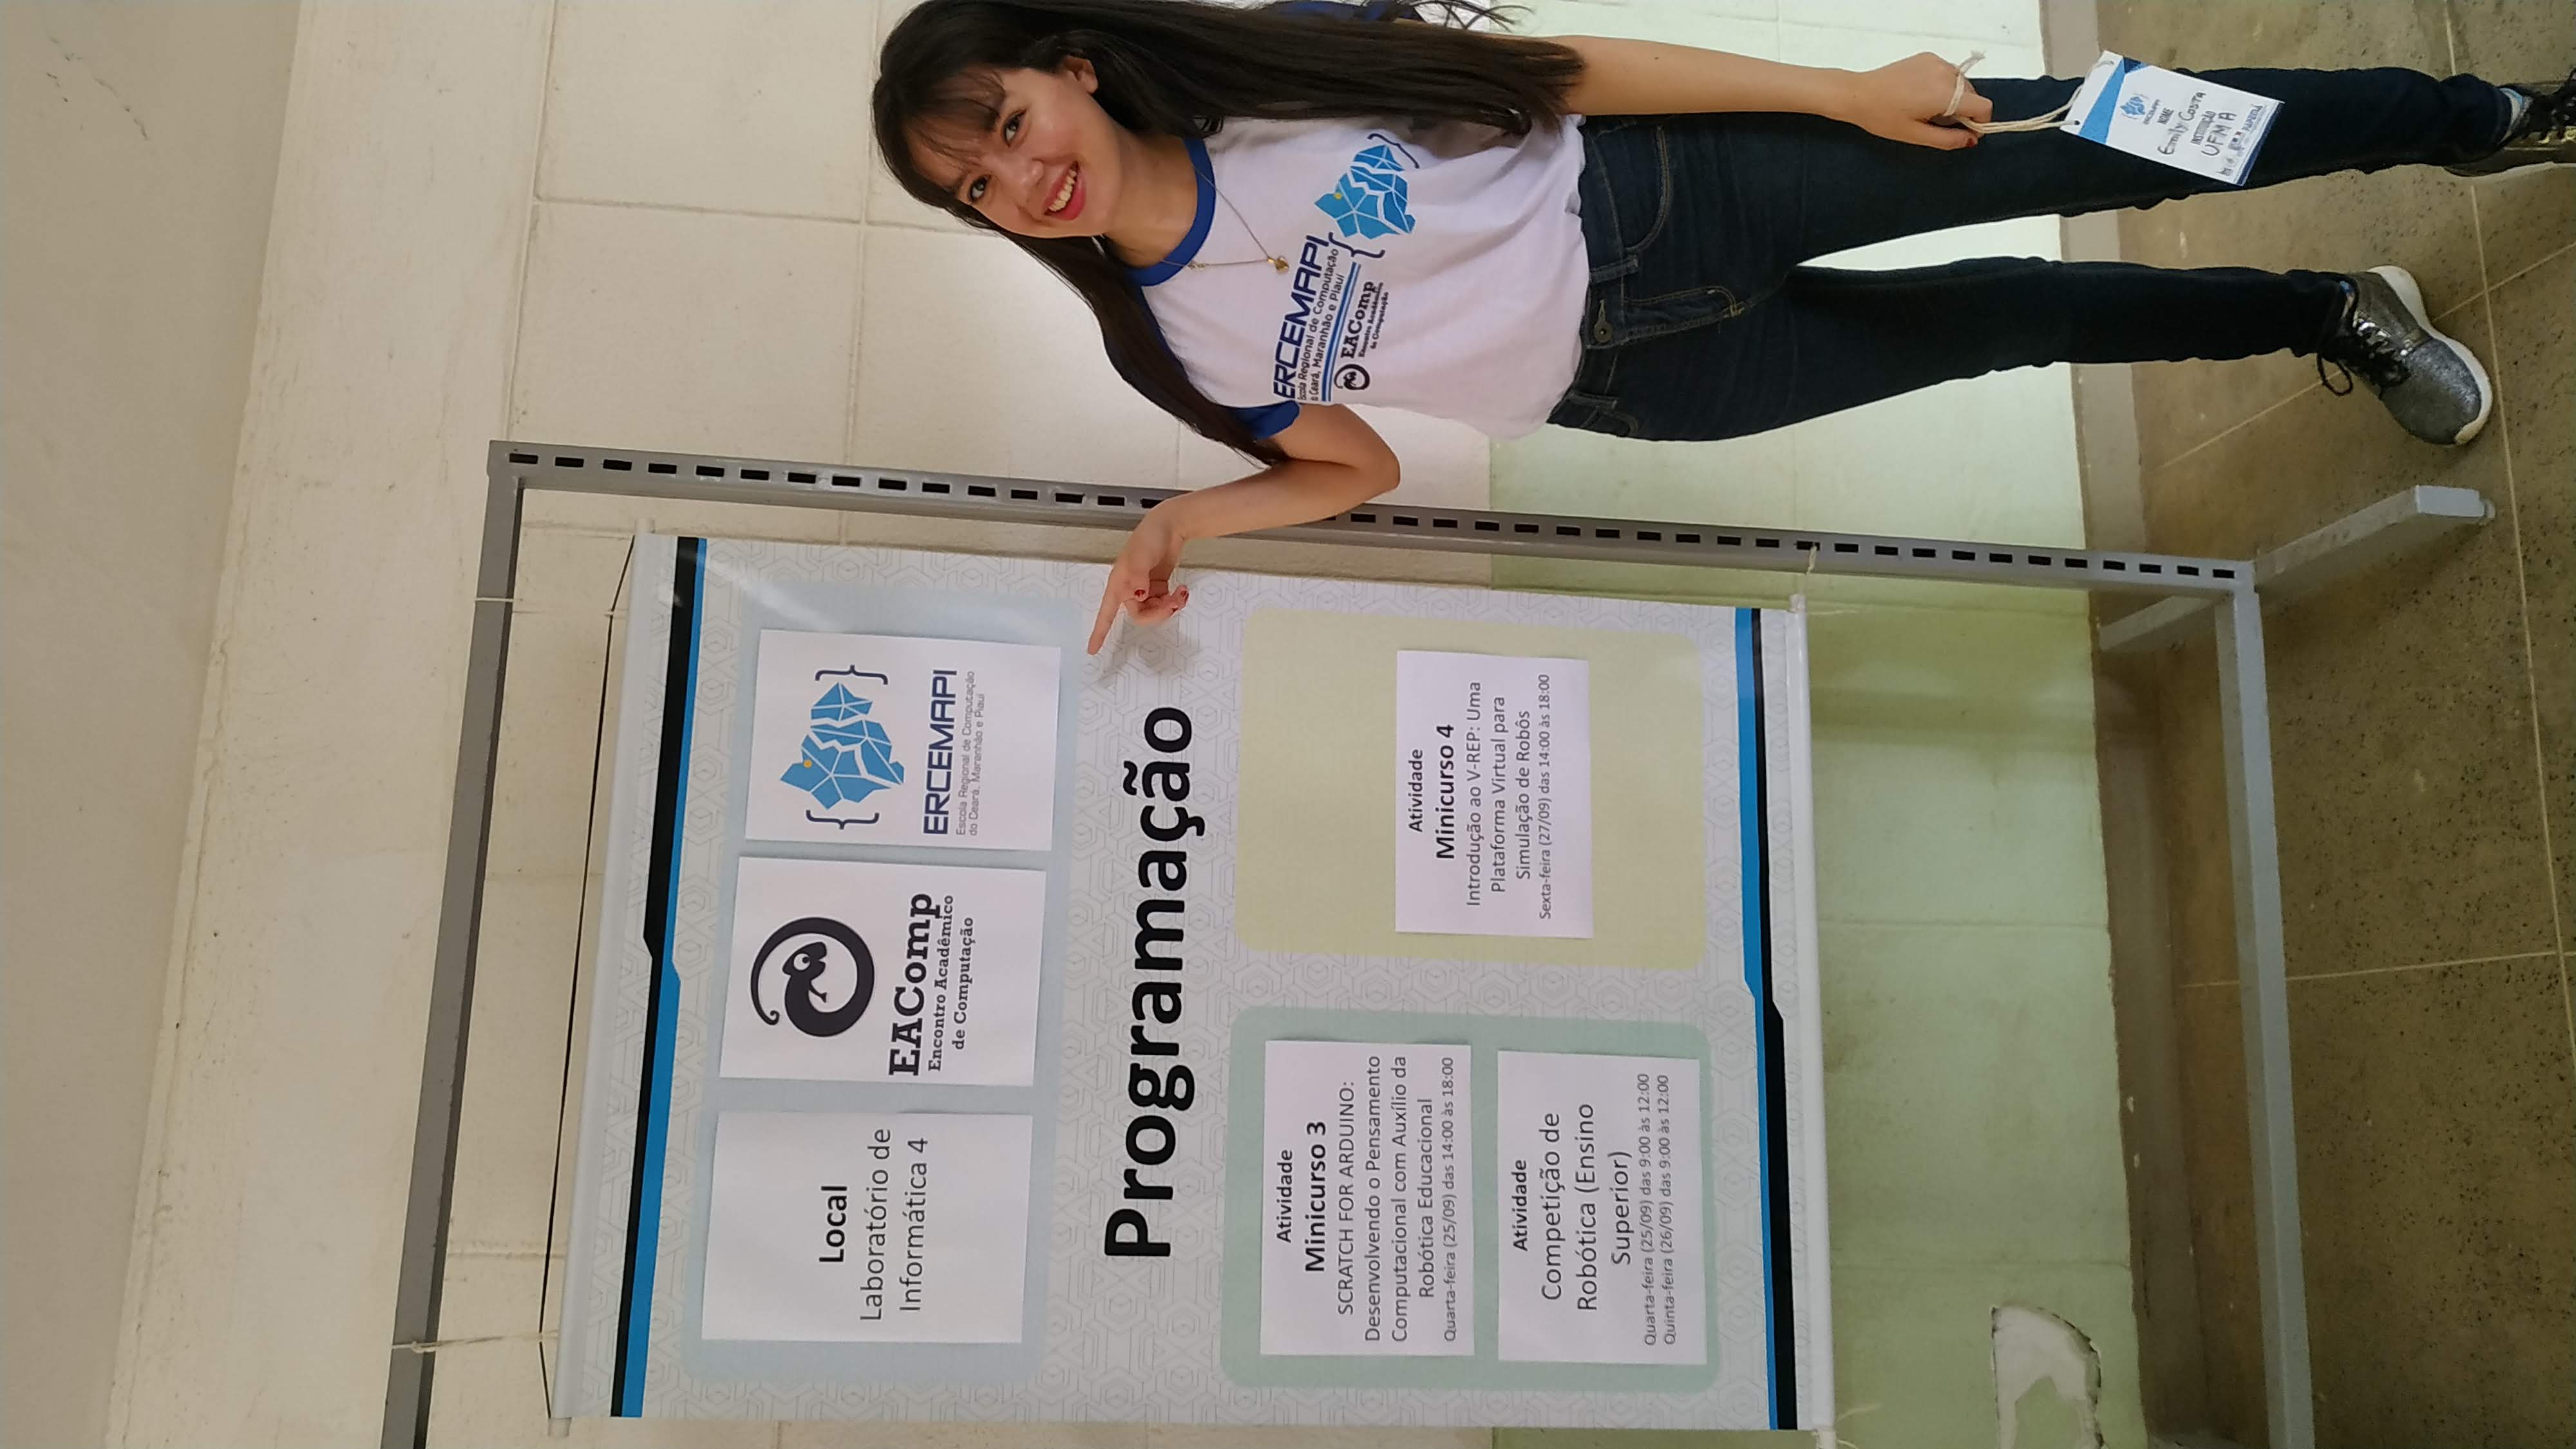 Local
Laboratório de
Informática 4
EAComp
Encontro Acadêmico
de Computação
ERCEMAPI
Escola Regional de Computação
do Ceará, Maranhão e Piauí
Programação
Atividade
Minicurso 3
SCRATCH FOR ARDUINO:
Desenvolvendo o Pensamento
Computacional com Auxílio da
Robótica Educacional
Quarta-feira (25/09) das 14:00 às 18:00
Atividade
Competição de
Robótica (Ensino
Superior)
Quarta-feira (25/09) das 9:00 às 12:00
Quinta-feira (26/09) das 9:00 às 12:00
Atividade
Minicurso 4
Introdução ao V-REP: Uma
Plataforma Virtual para
Simulação de Robôs
Sexta-feira (27/09) das 14:00 às 18:00
ERCEMAPI
Escola Regional de Computação
do Ceará, Maranhão e Piauí
EAComp
Encontro Acadêmico
de Computação
ERCEMAPI
NOME
Emily Costa
INSTITUIÇÃO
UFMA